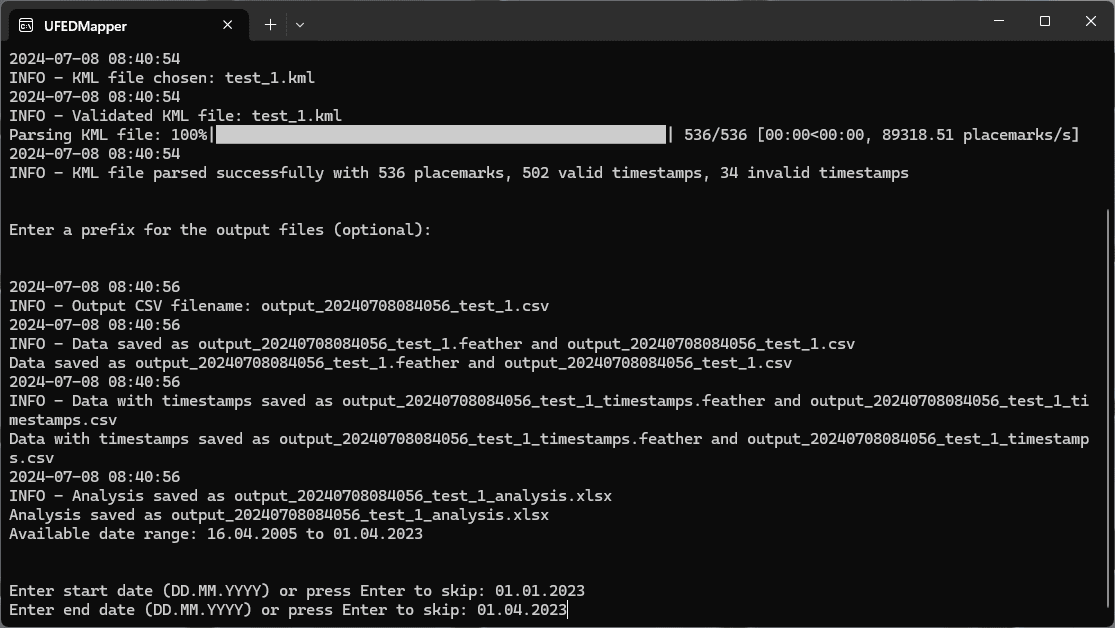 UFEDMapper
2024-07-08 08:40:54
INFO - KML file chosen: test_1.kml
2024-07-08 08:40:54
INFO - Validated KML file: test_1.kml
Parsing KML file: 100%| | 536/536 [00:00<00:00, 89318.51 placemarks/s]
2024-07-08 08:40:54
INFO - KML file parsed successfully with 536 placemarks, 502 valid timestamps, 34 invalid timestamps
Enter a prefix for the output files (optional):
2024-07-08 08:40:56
INFO - Output CSV filename: output_20240708084056_test_1.csv
2024-07-08 08:40:56
INFO - Data saved as output_20240708084056_test_1.feather and output_20240708084056_test_1.csv
Data saved as output_20240708084056_test_1.feather and output_20240708084056_test_1.csv
2024-07-08 08:40:56
INFO - Data with timestamps saved as output_20240708084056_test_1_timestamps.feather and output_20240708084056_test_1_ti
mestamps.csv
Data with timestamps saved as output_20240708084056_test_1_timestamps.feather and output_20240708084056_test_1_timestamp
s.csv
2024-07-08 08:40:56
INFO - Analysis saved as output_20240708084056_test_1_analysis.xlsx
Analysis saved as output_20240708084056_test_1_analysis.xlsx
Available date range: 16.04.2005 to 01.04.2023
Enter start date (DD.MM.YYYY) or press Enter to skip: 01.01.2023
Enter end date (DD.MM.YYYY) or press Enter to skip: 01.04.2023